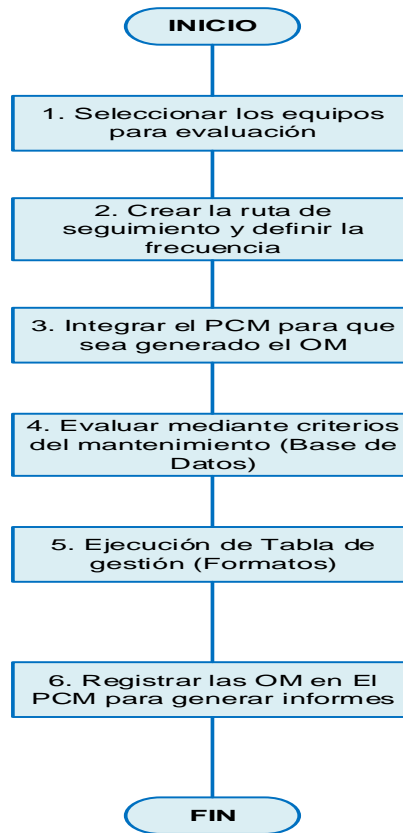 INICIO
1. Seleccionar los equipos
para evaluación
2. Crear la ruta de
seguimiento y definir la
frecuencia
3. Integrar el PCM para que
sea generado el OM
4. Evaluar mediante criterios
del mantenimiento (Base de
Datos)
5. Ejecución de Tabla de
gestión (Formatos)
6. Registrar las OM en El
PCM para generar informes
FIN